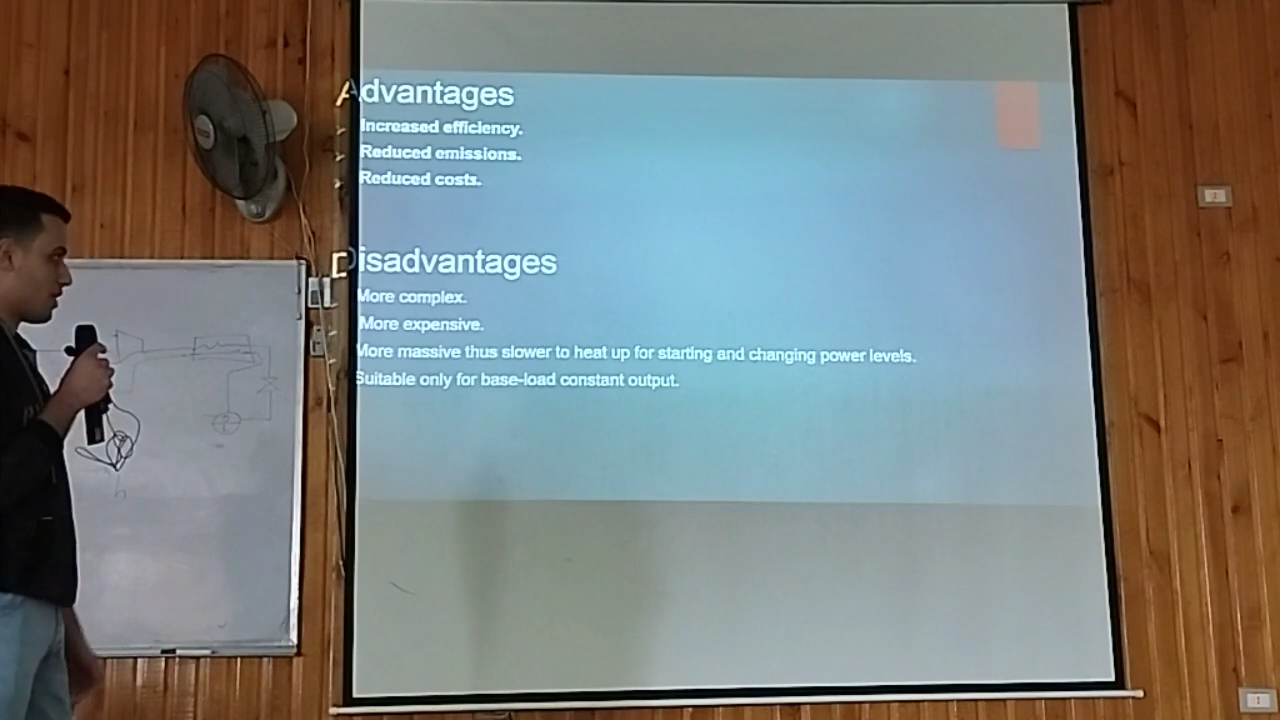 Advantages
Increased efficiency.
Reduced emissions.
Reduced costs.
Disadvantages
More complex.
More expensive.
More massive thus slower to heat up for starting and changing power levels.
Suitable only for base-load constant output.